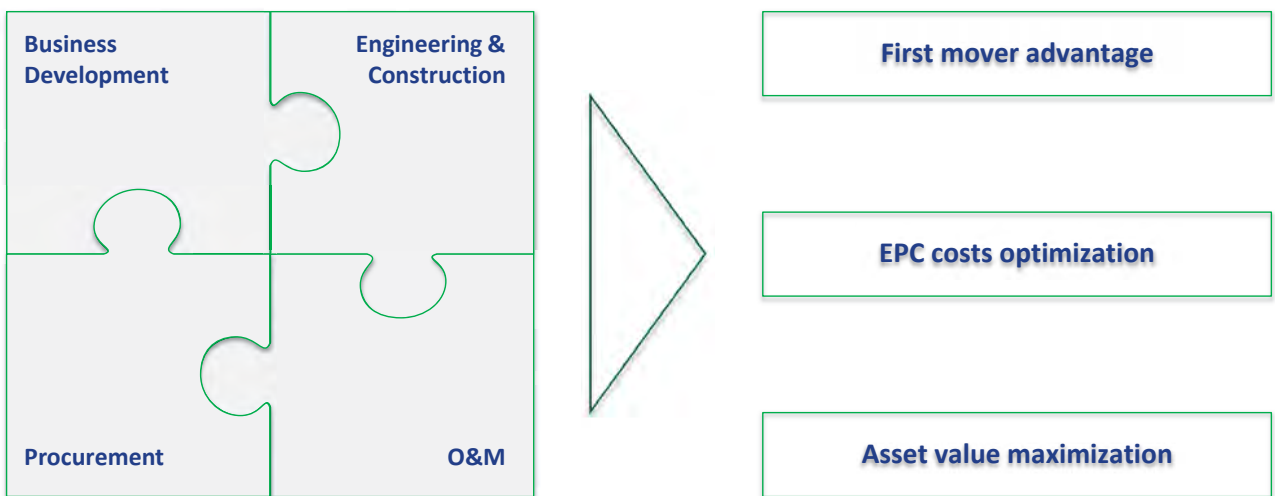 Business
Development
Engineering &
Construction
Procurement
O&M
First mover advantage
EPC costs optimization
Asset value maximization